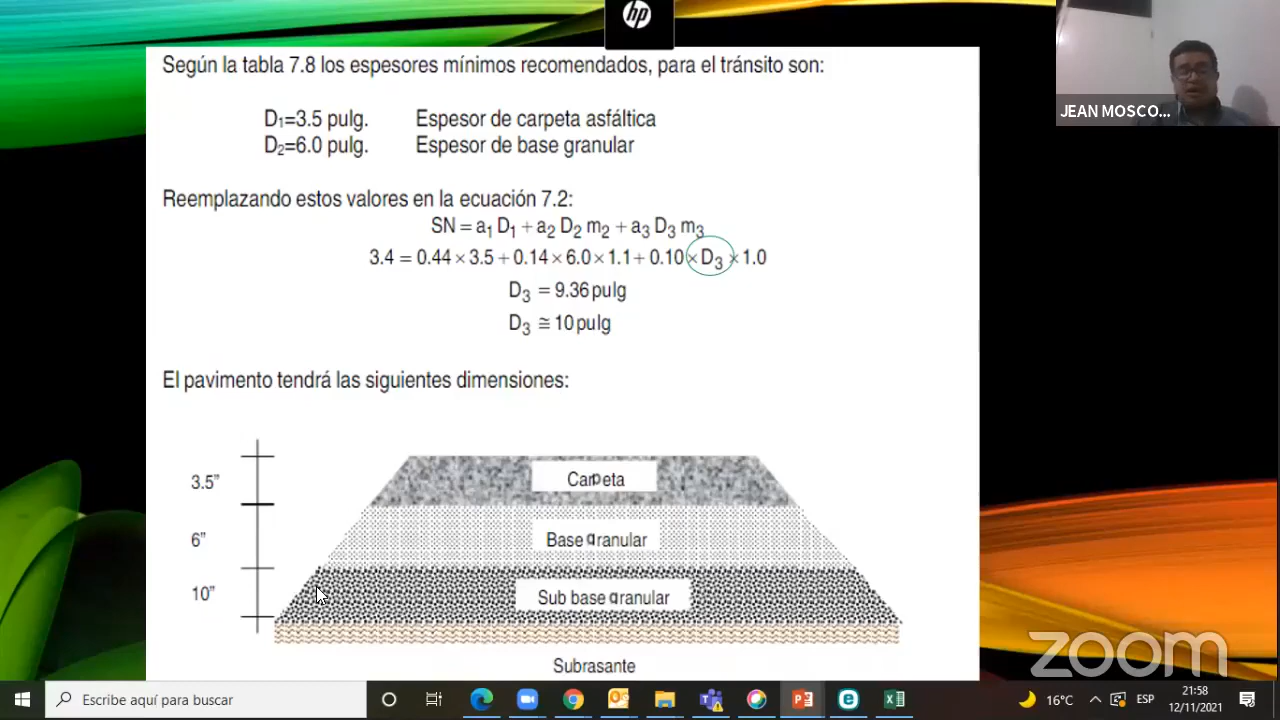 hp
JEAN MOSCO...
Según la tabla 7.8 los espesores mínimos recomendados, para el tránsito son:
D₁=3.5 pulg. Espesor de carpeta asfáltica
D₂=6.0 pulg. Espesor de base granular
Reemplazando estos valores en la ecuación 7.2:
SN = a₁ D₁ + a₂ D₂ m₂ + a₃ D₃ m₃
3.4 = 0.44 × 3.5 + 0.14 × 6.0 × 1.1 + 0.10 × D₃ × 1.0
D₃ = 9.36 pulg
D₃ ≅ 10 pulg
El pavimento tendrá las siguientes dimensiones:
3.5” Carpeta
6” Base granular
10” Sub base granular
Subrasante
zoom
Escribe aquí para buscar
16°C
ESP
21:58
12/11/2021